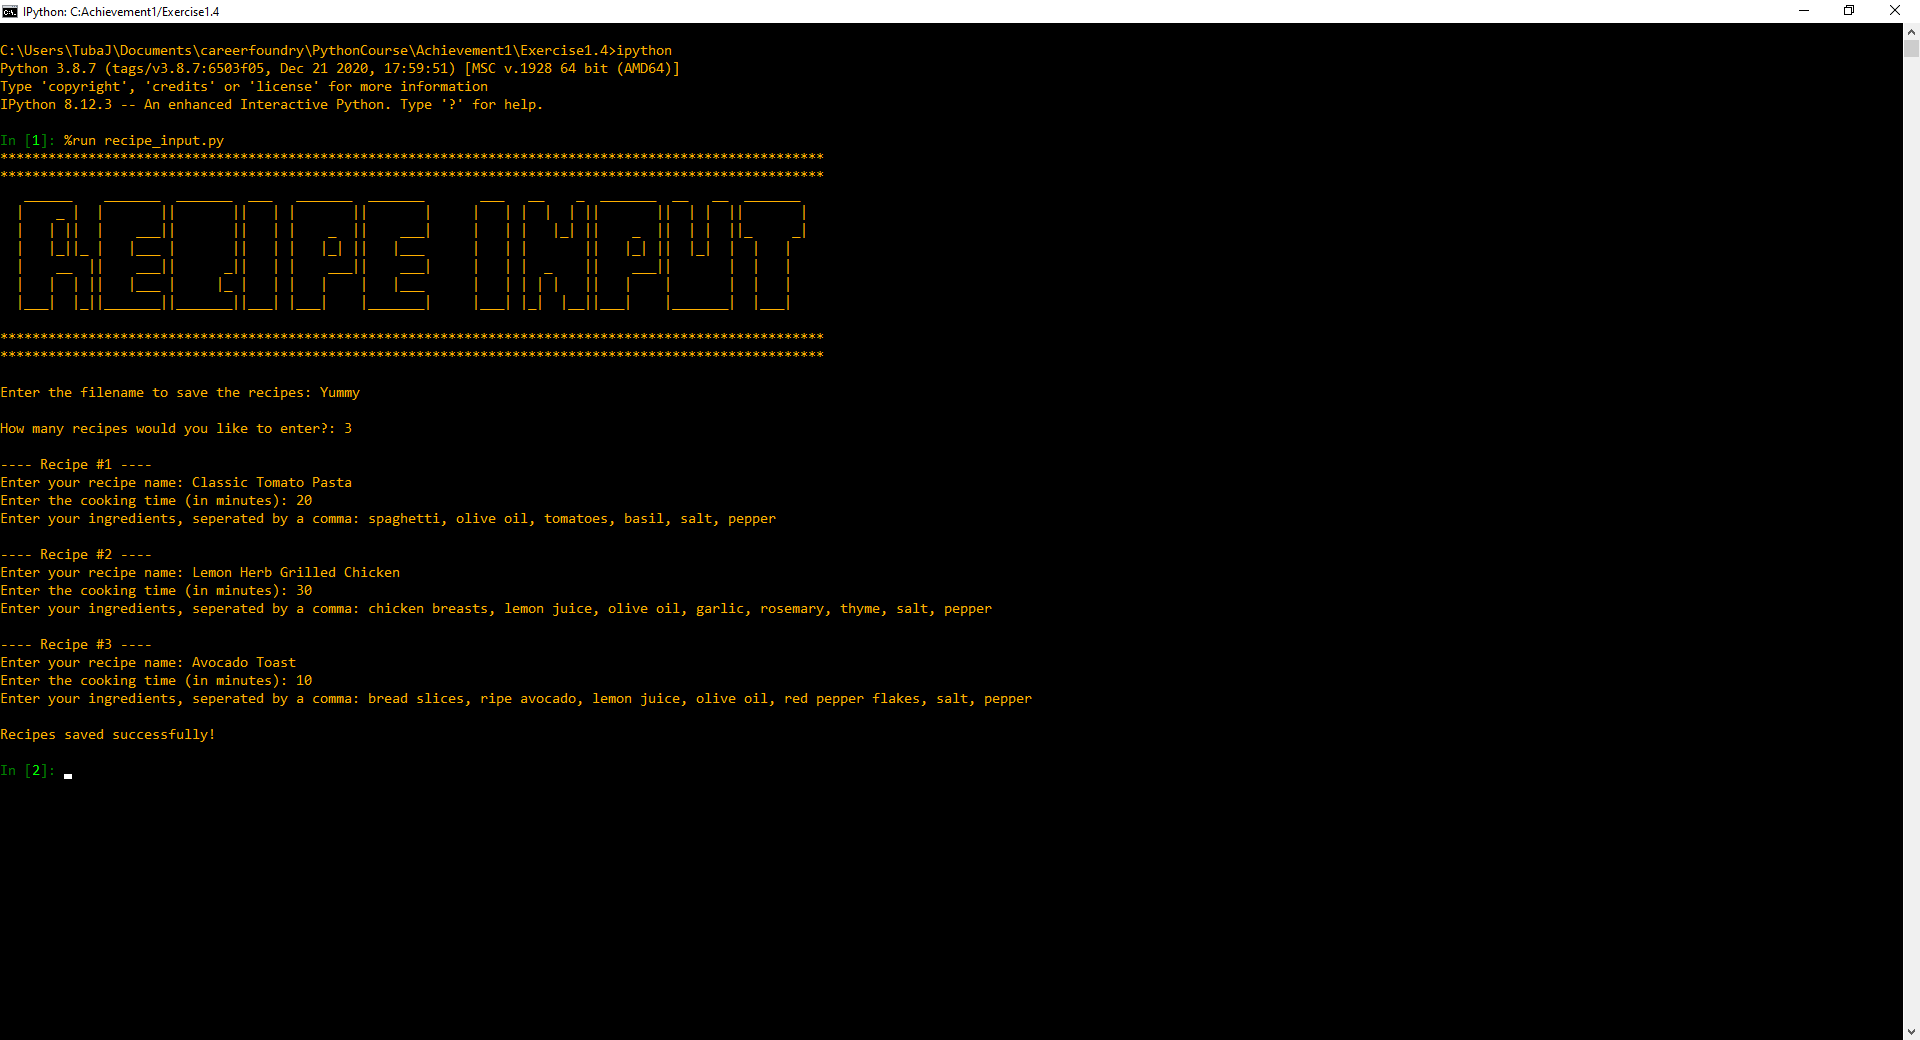 IPython: C:Achievement1/Exercise1.4
C:\Users\TubaJ\Documents\careerfoundry\PythonCourse\Achievement1\Exercise1.4>ipython
Python 3.8.7 (tags/v3.8.7:6503f05, Dec 21 2020, 17:59:51) [MSC v.1928 64 bit (AMD64)]
Type 'copyright', 'credits' or 'license' for more information
IPython 8.12.3 -- An enhanced Interactive Python. Type '?' for help.
In [1]: %run recipe_input.py
*******************************************************************************************************
*******************************************************************************************************
RECIPE INPUT
*******************************************************************************************************
*******************************************************************************************************
Enter the filename to save the recipes: Yummy
How many recipes would you like to enter?: 3
---- Recipe #1 ----
Enter your recipe name: Classic Tomato Pasta
Enter the cooking time (in minutes): 20
Enter your ingredients, seperated by a comma: spaghetti, olive oil, tomatoes, basil, salt, pepper
---- Recipe #2 ----
Enter your recipe name: Lemon Herb Grilled Chicken
Enter the cooking time (in minutes): 30
Enter your ingredients, seperated by a comma: chicken breasts, lemon juice, olive oil, garlic, rosemary, thyme, salt, pepper
---- Recipe #3 ----
Enter your recipe name: Avocado Toast
Enter the cooking time (in minutes): 10
Enter your ingredients, seperated by a comma: bread slices, ripe avocado, lemon juice, olive oil, red pepper flakes, salt, pepper
Recipes saved successfully!
In [2]: